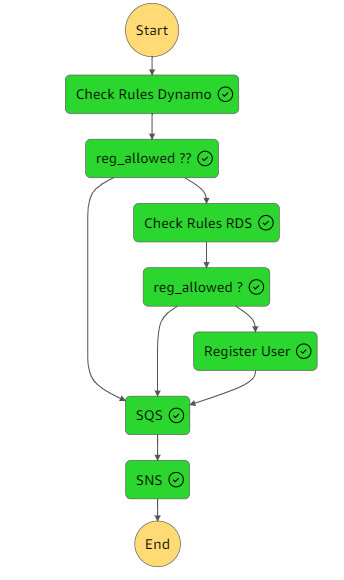 Start
Check Rules Dynamo
reg_allowed ??
Check Rules RDS
reg_allowed ?
Register User
SQS
SNS
End